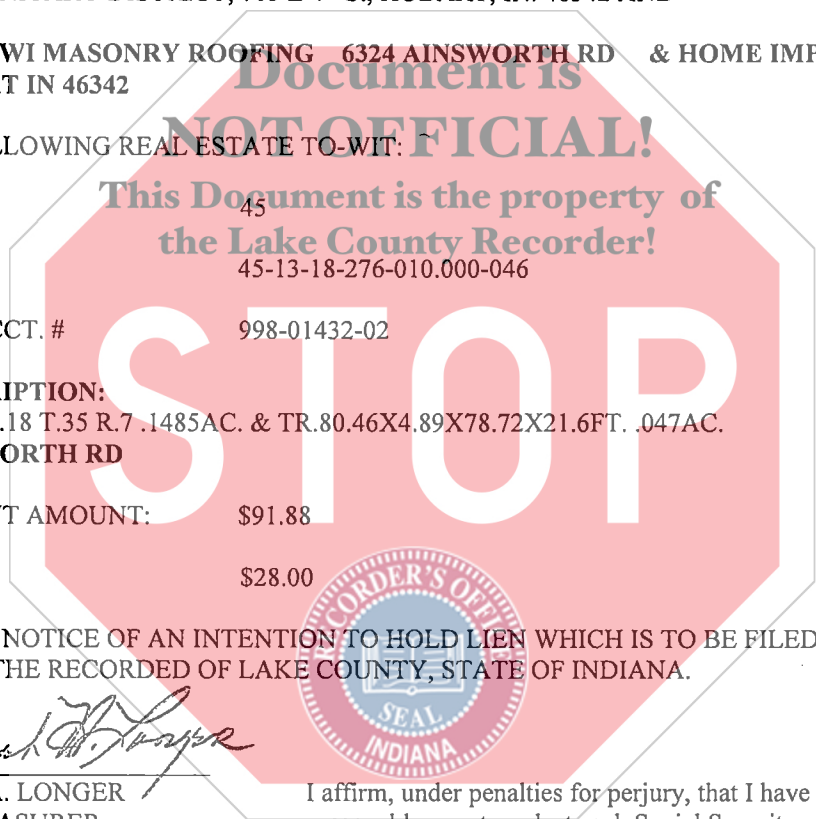 WI MASONRY ROOFING 6324 AINSWORTH RD & HOME IMP
T IN 46342
Document is
LLOWING REAL ESTATE TO-WIT:
NOT OFFICIAL!
This Document is the property of
45
the Lake County Recorder!
45-13-18-276-010.000-046
CCT. # 998-01432-02
STOP
IPTION:
.18 T.35 R.7 .1485AC. & TR.80.46X4.89X78.72X21.6FT. .047AC.
ORTH RD
T AMOUNT: $91.88
$28.00
RECORDER'S OFFICE
NOTICE OF AN INTENTION TO HOLD LIEN WHICH IS TO BE FILED
THE RECORDED OF LAKE COUNTY, STATE OF INDIANA.
SEAL
INDIANA
. LONGER I affirm, under penalties for perjury, that I have